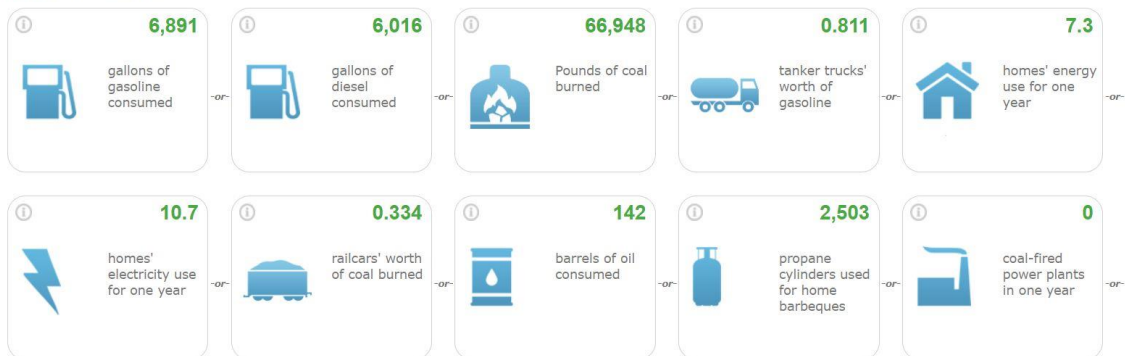 6,891
gallons of
gasoline
consumed
-or-
6,016
gallons of
diesel
consumed
-or-
66,948
Pounds of coal
burned
-or-
0.811
tanker trucks'
worth of
gasoline
-or-
7.3
homes' energy
use for one
year
-or-
10.7
homes'
electricity use
for one year
-or-
0.334
railcars' worth
of coal burned
-or-
142
barrels of oil
consumed
-or-
2,503
propane
cylinders used
for home
barbeques
-or-
0
coal-fired
power plants
in one year
-or-